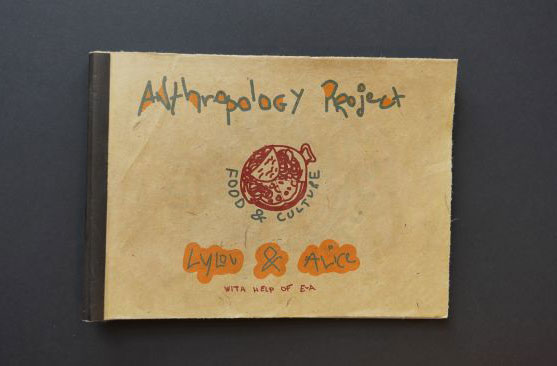 Anthropology Project
FOOD & CULTURE
Lylou & Alice
WITH HELP OF E-A